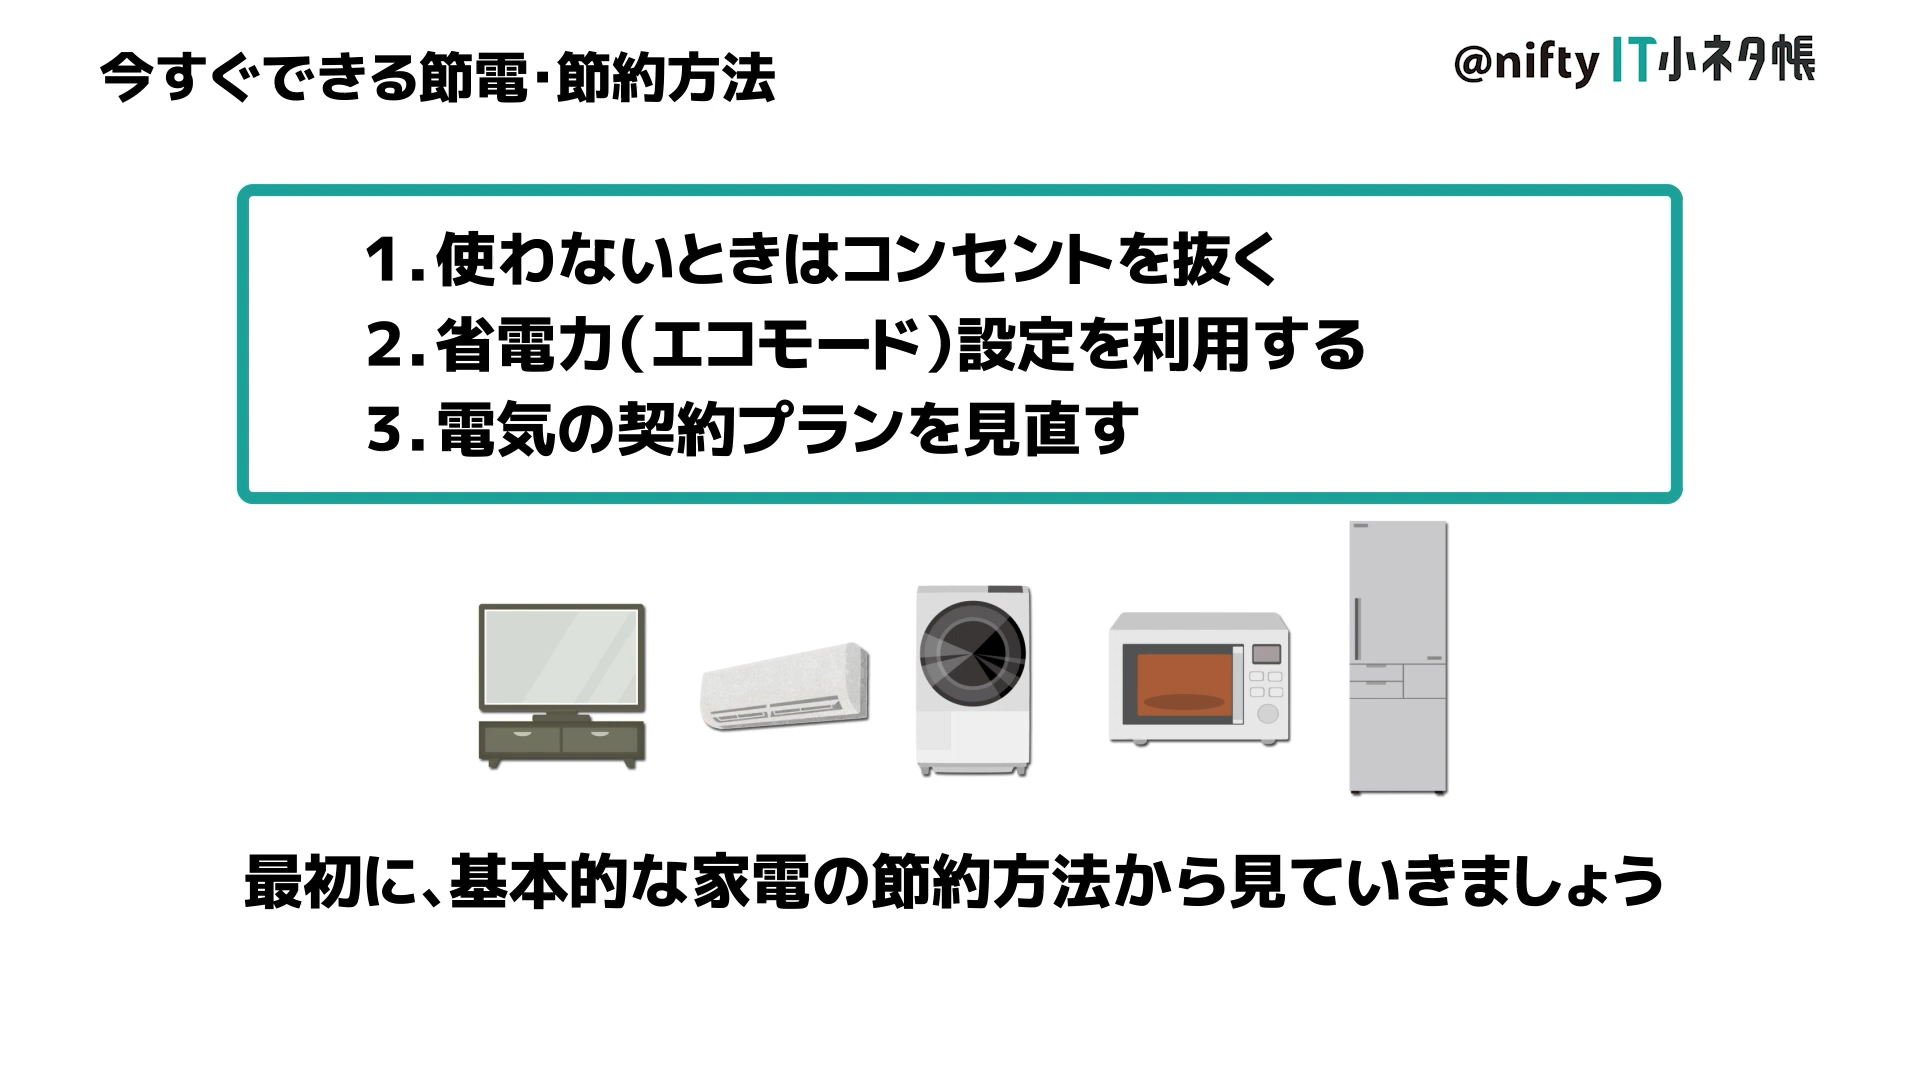 今すぐできる節電・節約方法
@nifty IT小ネタ帳
1.使わないときはコンセントを抜く
2.省電力(エコモード)設定を利用する
3.電気の契約プランを見直す
最初に、基本的な家電の節約方法から見ていきましょう